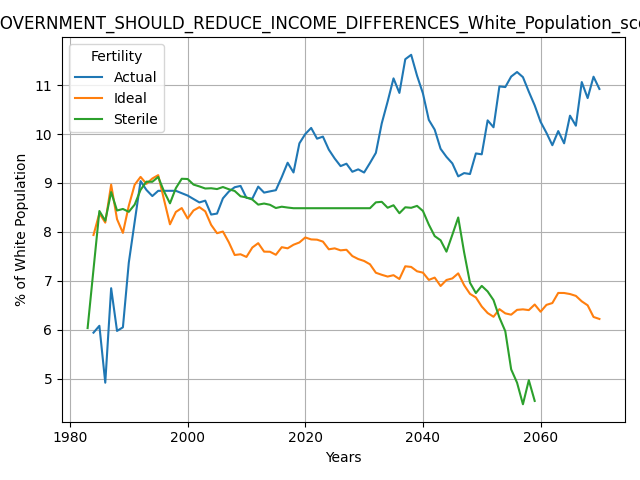 OVERNMENT_SHOULD_REDUCE_INCOME_DIFFERENCES_White_Population_sc
Fertility
Actual
Ideal
Sterile
% of White Population
11
10
9
8
7
6
5
1980 2000 2020 2040 2060
Years